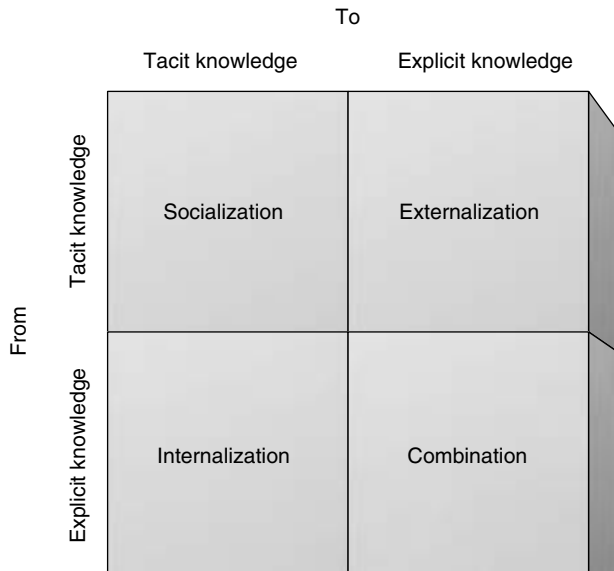 To
Tacit knowledge
Explicit knowledge
From
Tacit knowledge
Socialization
Externalization
Explicit knowledge
Internalization
Combination